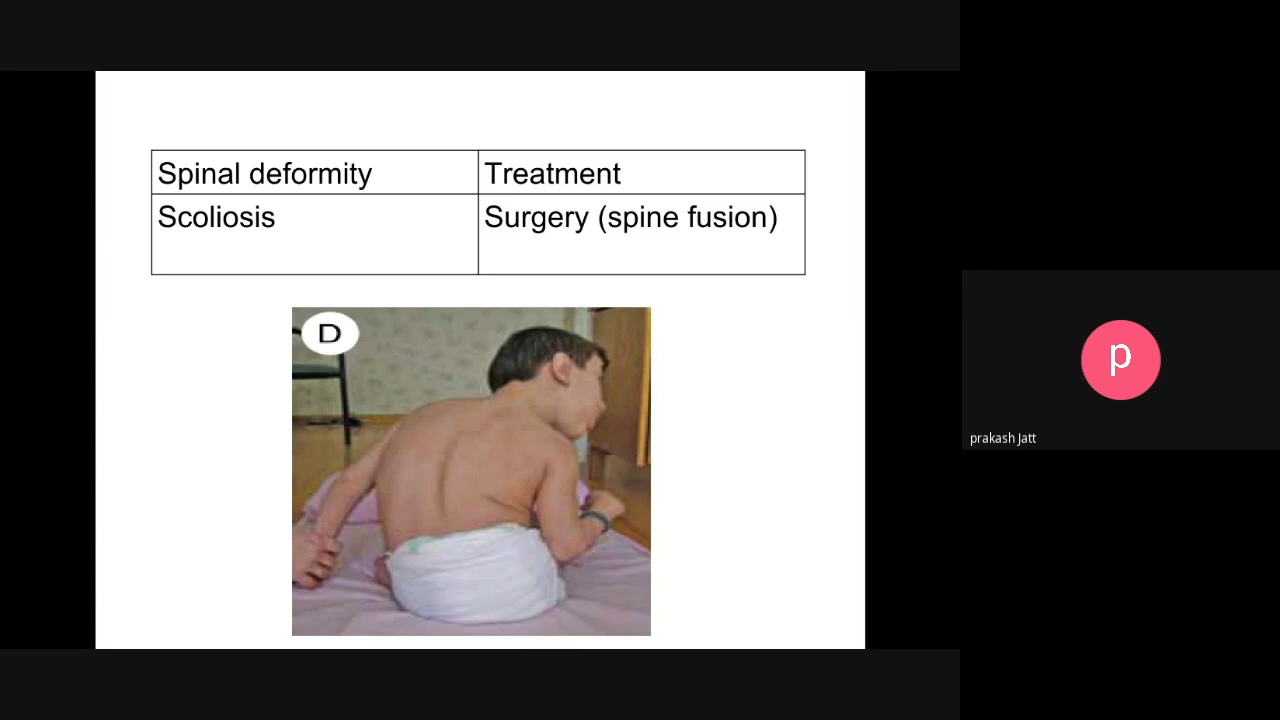 Spinal deformity
Treatment
Scoliosis
Surgery (spine fusion)
D
p
prakash Jatt